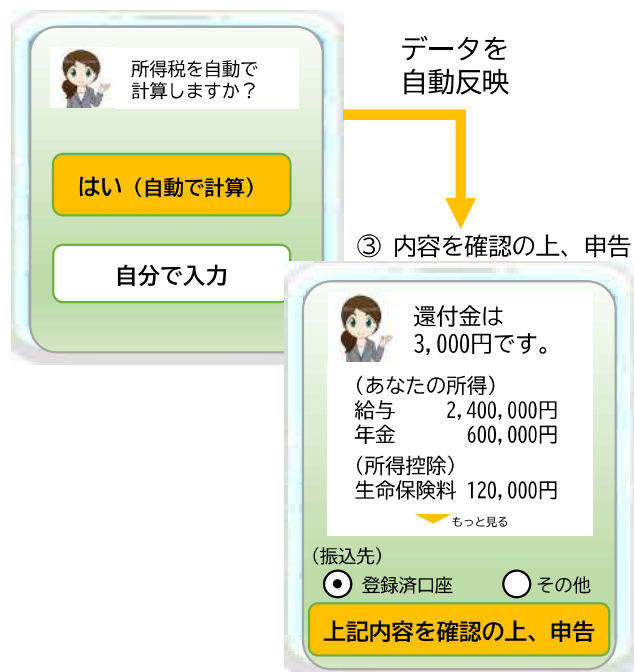 所得税を自動で
計算しますか？
はい（自動で計算）
自分で入力
データを
自動反映
③ 内容を確認の上、申告
還付金は
3,000円です。
(あなたの所得)
給与 2,400,000円
年金 600,000円
(所得控除)
生命保険料 120,000円
もっと見る
(振込先)
登録済口座 その他
上記内容を確認の上、申告